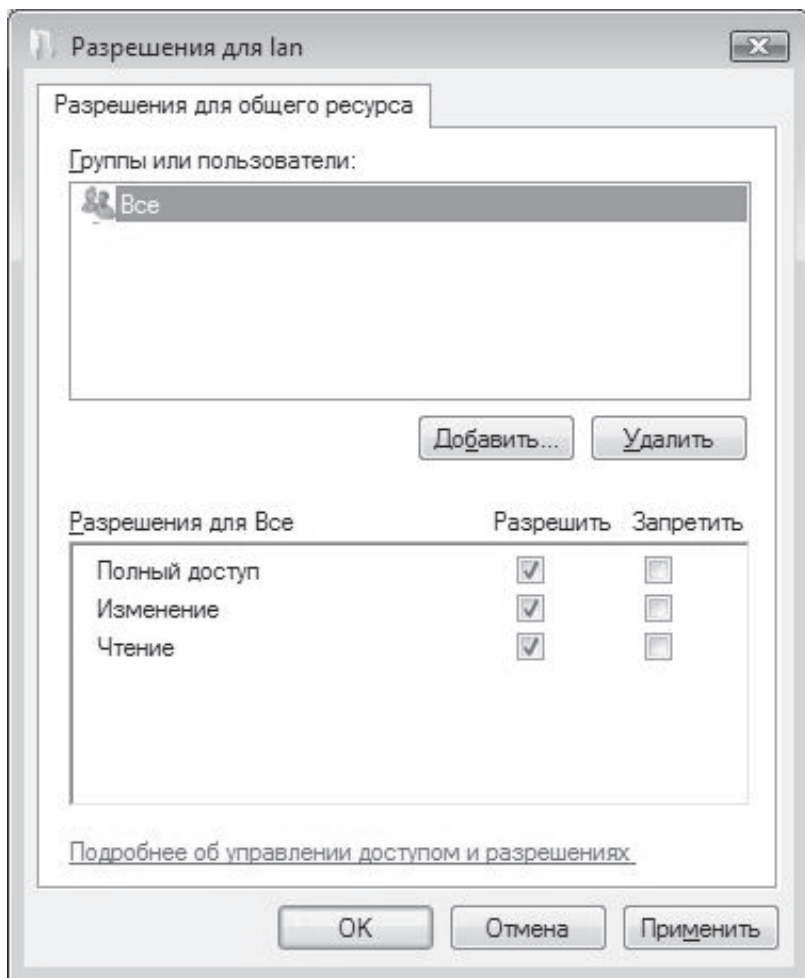 Разрешения для lan
Разрешения для общего ресурса
Группы или пользователи:
Все
Добавить...
Удалить
Разрешения для Все Разрешить Запретить
Полный доступ
Изменение
Чтение
Подробнее об управлении доступом и разрешениях
ОК Отмена Применить